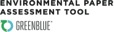 ENVIRONMENTAL PAPER
ASSESSMENT TOOL
GREENBLUE